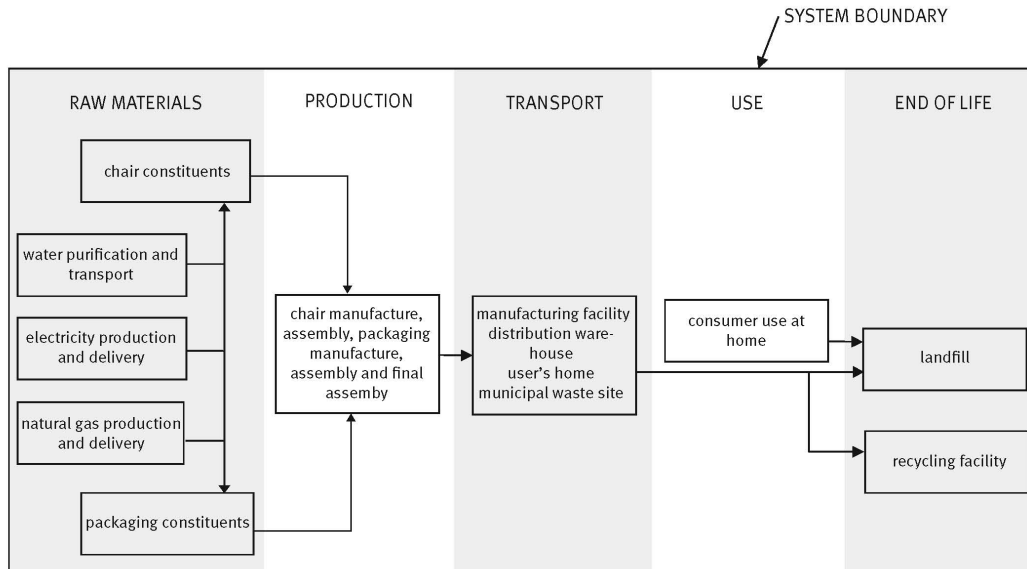 SYSTEM BOUNDARY
RAW MATERIALS
PRODUCTION
TRANSPORT
USE
END OF LIFE
chair constituents
water purification and
transport
electricity production
and delivery
natural gas production
and delivery
packaging constituents
chair manufacture,
assembly, packaging
manufacture,
assembly and final
assemby
manufacturing facility
distribution ware-
house
user's home
municipal waste site
consumer use at
home
landfill
recycling facility